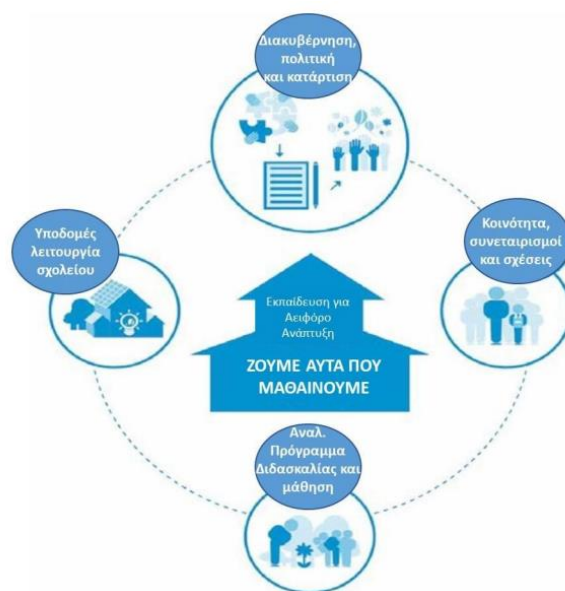 Διακυβέρνηση,
πολιτική
και κατάρτιση
Υποδομές
λειτουργία
σχολείου
Κοινότητα,
συνεταιρισμοί
και σχέσεις
Εκπαίδευση για
Αειφόρο
Ανάπτυξη
ΖΟΥΜΕ ΑΥΤΑ ΠΟΥ
ΜΑΘΑΙΝΟΥΜΕ
Αναλ.
Πρόγραμμα
Διδασκαλίας και
μάθηση